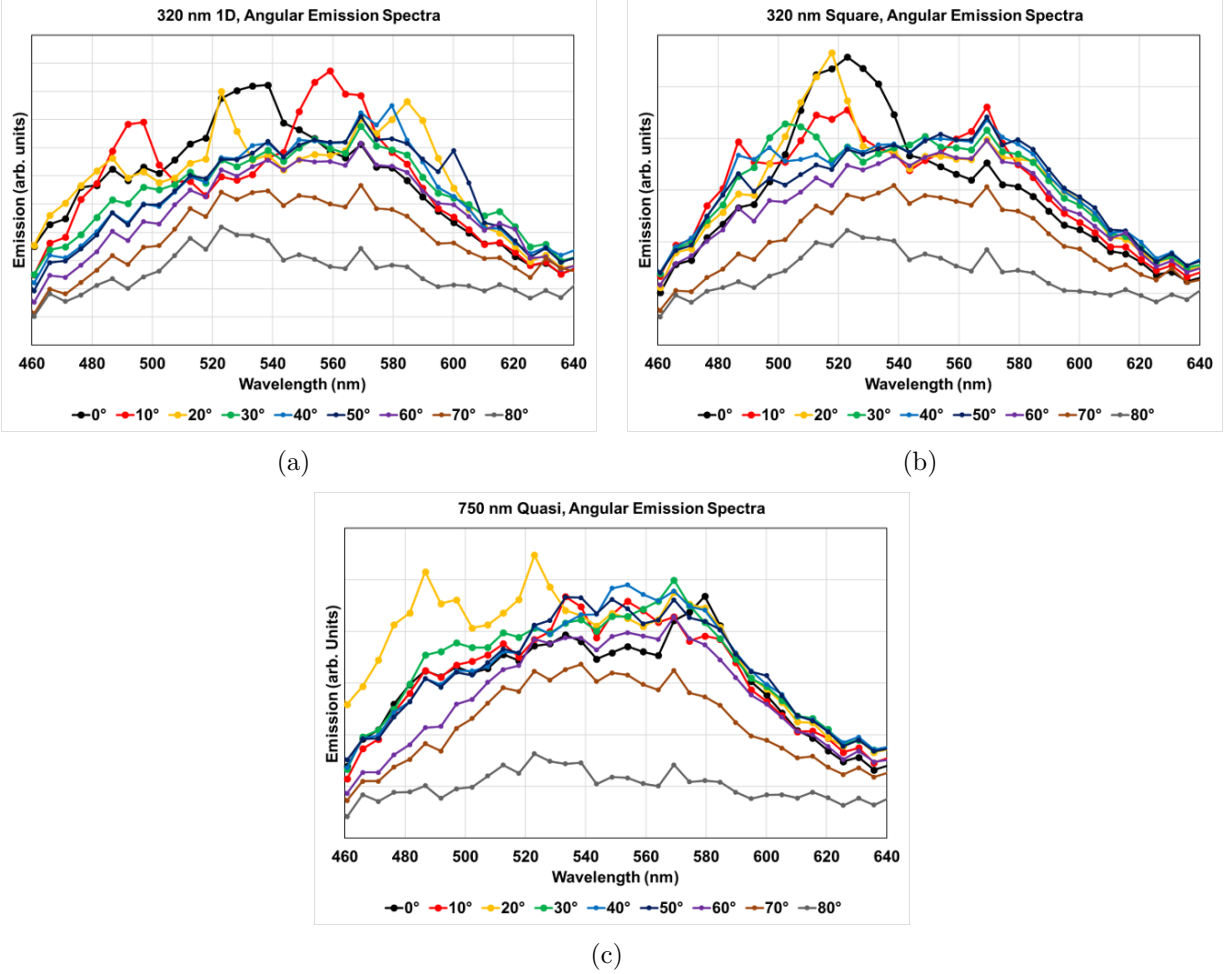 320 nm 1D, Angular Emission Spectra
Emission (arb. units)
460 480 500 520 540 560 580 600 620 640
Wavelength (nm)
0° 10° 20° 30° 40° 50° 60° 70° 80°
(a)
320 nm Square, Angular Emission Spectra
Emission (arb. units)
460 480 500 520 540 560 580 600 620 640
Wavelength (nm)
0° 10° 20° 30° 40° 50° 60° 70° 80°
(b)
750 nm Quasi, Angular Emission Spectra
Emission (arb. Units)
460 480 500 520 540 560 580 600 620 640
Wavelength (nm)
0° 10° 20° 30° 40° 50° 60° 70° 80°
(c)